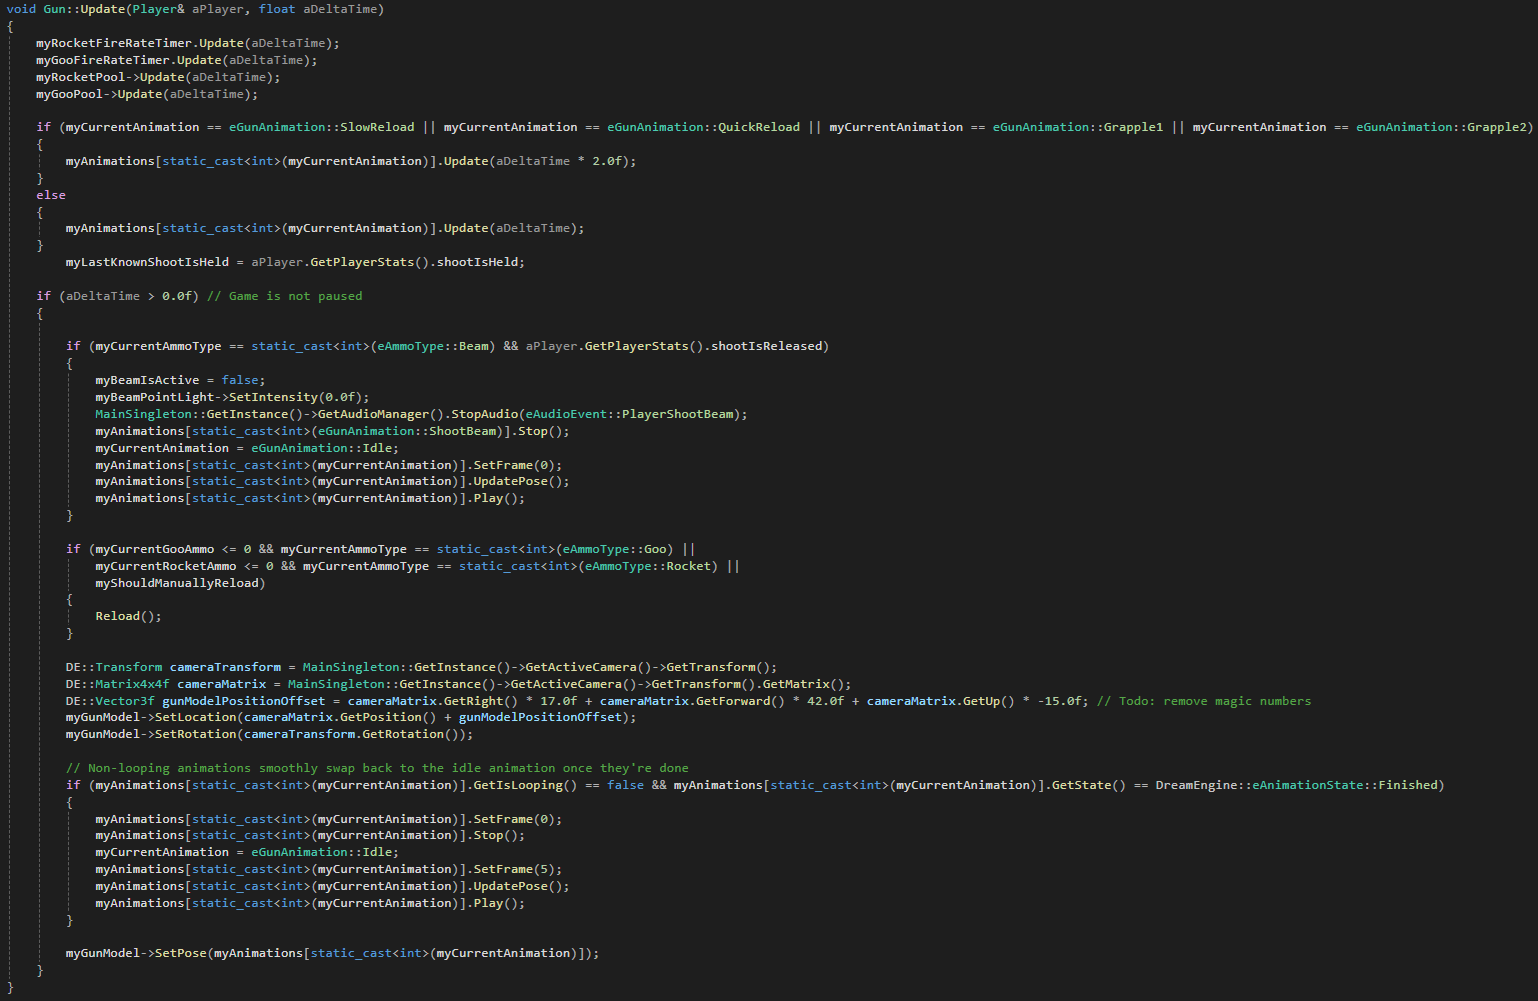 void Gun::Update(Player& aPlayer, float aDeltaTime)
{
myRocketFireRateTimer.Update(aDeltaTime);
myGooFireRateTimer.Update(aDeltaTime);
myRocketPool->Update(aDeltaTime);
myGooPool->Update(aDeltaTime);
if (myCurrentAnimation == eGunAnimation::SlowReload || myCurrentAnimation == eGunAnimation::QuickReload || myCurrentAnimation == eGunAnimation::Grapple1 || myCurrentAnimation == eGunAnimation::Grapple2)
{
myAnimations[static_cast<int>(myCurrentAnimation)].Update(aDeltaTime * 2.0f);
}
else
{
myAnimations[static_cast<int>(myCurrentAnimation)].Update(aDeltaTime);
}
myLastKnownShootIsHeld = aPlayer.GetPlayerStats().shootIsHeld;
if (aDeltaTime > 0.0f) // Game is not paused
{
if (myCurrentAmmoType == static_cast<int>(eAmmoType::Beam) && aPlayer.GetPlayerStats().shootIsReleased)
{
myBeamIsActive = false;
myBeamPointLight->SetIntensity(0.0f);
MainSingleton::GetInstance()->GetAudioManager().StopAudio(eAudioEvent::PlayerShootBeam);
myAnimations[static_cast<int>(eGunAnimation::ShootBeam)].Stop();
myCurrentAnimation = eGunAnimation::Idle;
myAnimations[static_cast<int>(myCurrentAnimation)].SetFrame(0);
myAnimations[static_cast<int>(myCurrentAnimation)].UpdatePose();
myAnimations[static_cast<int>(myCurrentAnimation)].Play();
}
if (myCurrentGooAmmo <= 0 && myCurrentAmmoType == static_cast<int>(eAmmoType::Goo) ||
myCurrentRocketAmmo <= 0 && myCurrentAmmoType == static_cast<int>(eAmmoType::Rocket) ||
myShouldManuallyReload)
{
Reload();
}
DE::Transform cameraTransform = MainSingleton::GetInstance()->GetActiveCamera()->GetTransform();
DE::Matrix4x4f cameraMatrix = MainSingleton::GetInstance()->GetActiveCamera()->GetTransform().GetMatrix();
DE::Vector3f gunModelPositionOffset = cameraMatrix.GetRight() * 17.0f + cameraMatrix.GetForward() * 42.0f + cameraMatrix.GetUp() * -15.0f; // Todo: remove magic numbers
myGunModel->SetLocation(cameraMatrix.GetPosition() + gunModelPositionOffset);
myGunModel->SetRotation(cameraTransform.GetRotation());
// Non-looping animations smoothly swap back to the idle animation once they're done
if (myAnimations[static_cast<int>(myCurrentAnimation)].GetIsLooping() == false && myAnimations[static_cast<int>(myCurrentAnimation)].GetState() == DreamEngine::eAnimationState::Finished)
{
myAnimations[static_cast<int>(myCurrentAnimation)].SetFrame(0);
myAnimations[static_cast<int>(myCurrentAnimation)].Stop();
myCurrentAnimation = eGunAnimation::Idle;
myAnimations[static_cast<int>(myCurrentAnimation)].SetFrame(5);
myAnimations[static_cast<int>(myCurrentAnimation)].UpdatePose();
myAnimations[static_cast<int>(myCurrentAnimation)].Play();
}
myGunModel->SetPose(myAnimations[static_cast<int>(myCurrentAnimation)]);
}
}